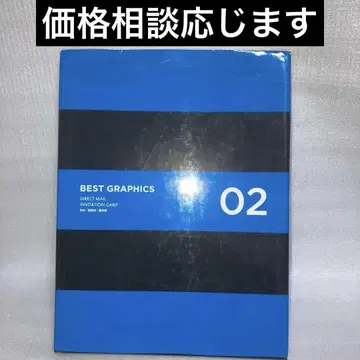 価格相談応じます
BEST GRAPHICS
02
DIRECT MAIL
INVITATION CARD